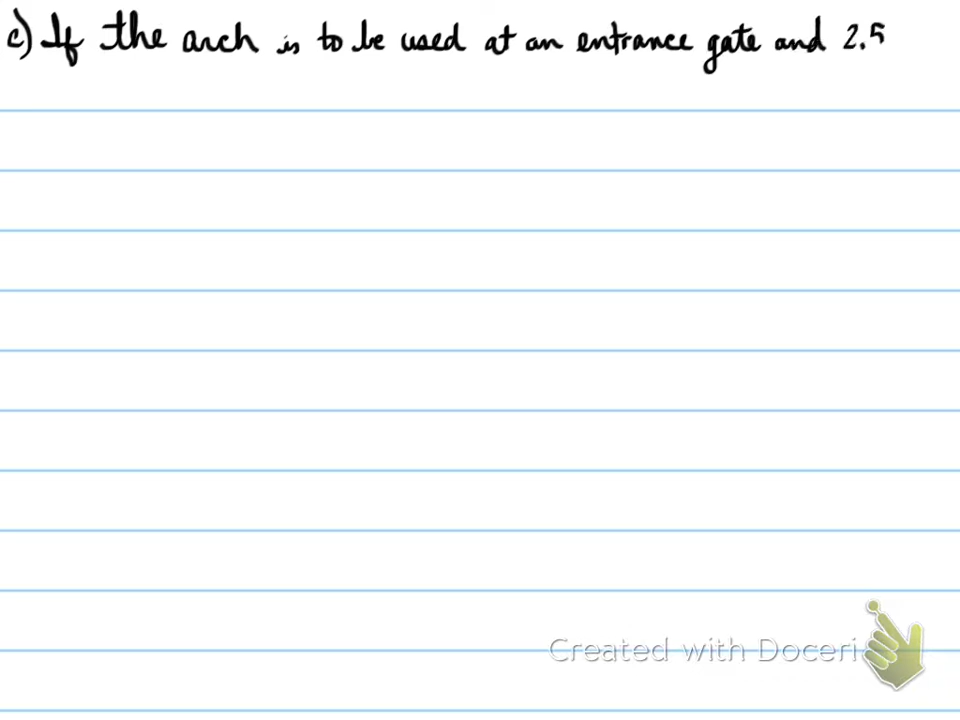 c) If the arch is to be used at an entrance gate and 2.5
Created with Doceri